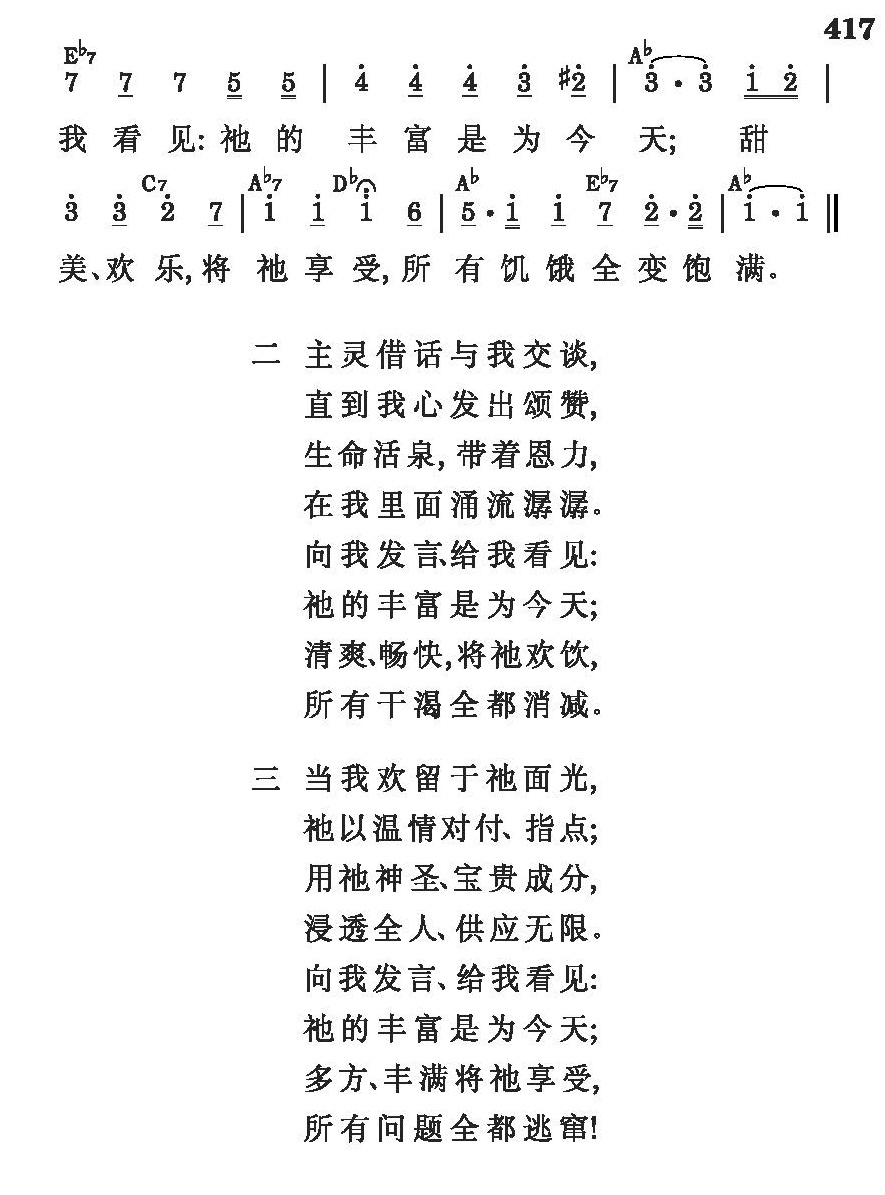 417
E♭7 A♭
7 7 7 5 5 | 4 4 4 3 #2 | 3 · 3 1 2 |
我看见:祂的丰富是为今天;甜
C7 A♭7 D♭ A♭ E♭7 A♭
3 3 2 7 | 1 1 1 6 | 5 · 1 1 7 2 · 2 | 1 · 1 ‖
美、欢乐,将祂享受,所有饥饿全变饱满。
二 主灵借话与我交谈,
直到我心发出颂赞,
生命活泉,带着恩力,
在我里面涌流潺潺。
向我发言、给我看见:
祂的丰富是为今天;
清爽、畅快,将祂欢饮,
所有干渴全都消减。
三 当我欢留于祂面光,
祂以温情对付、指点;
用祂神圣、宝贵成分,
浸透全人、供应无限。
向我发言、给我看见:
祂的丰富是为今天;
多方、丰满将祂享受,
所有问题全都逃窜!